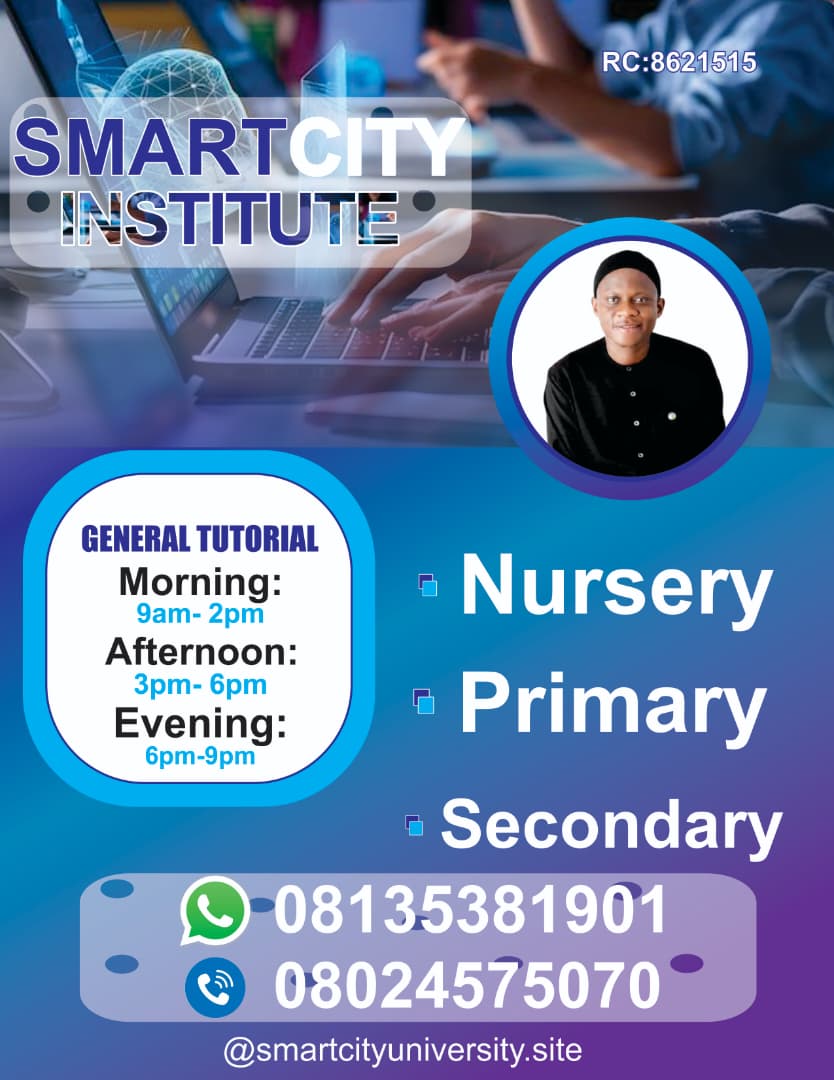 RC:8621515
SMARTCITY
INSTITUTE
GENERAL TUTORIAL
Morning:
9am- 2pm
Afternoon:
3pm- 6pm
Evening:
6pm-9pm
Nursery
Primary
Secondary
08135381901
08024575070
@smartcityuniversity.site